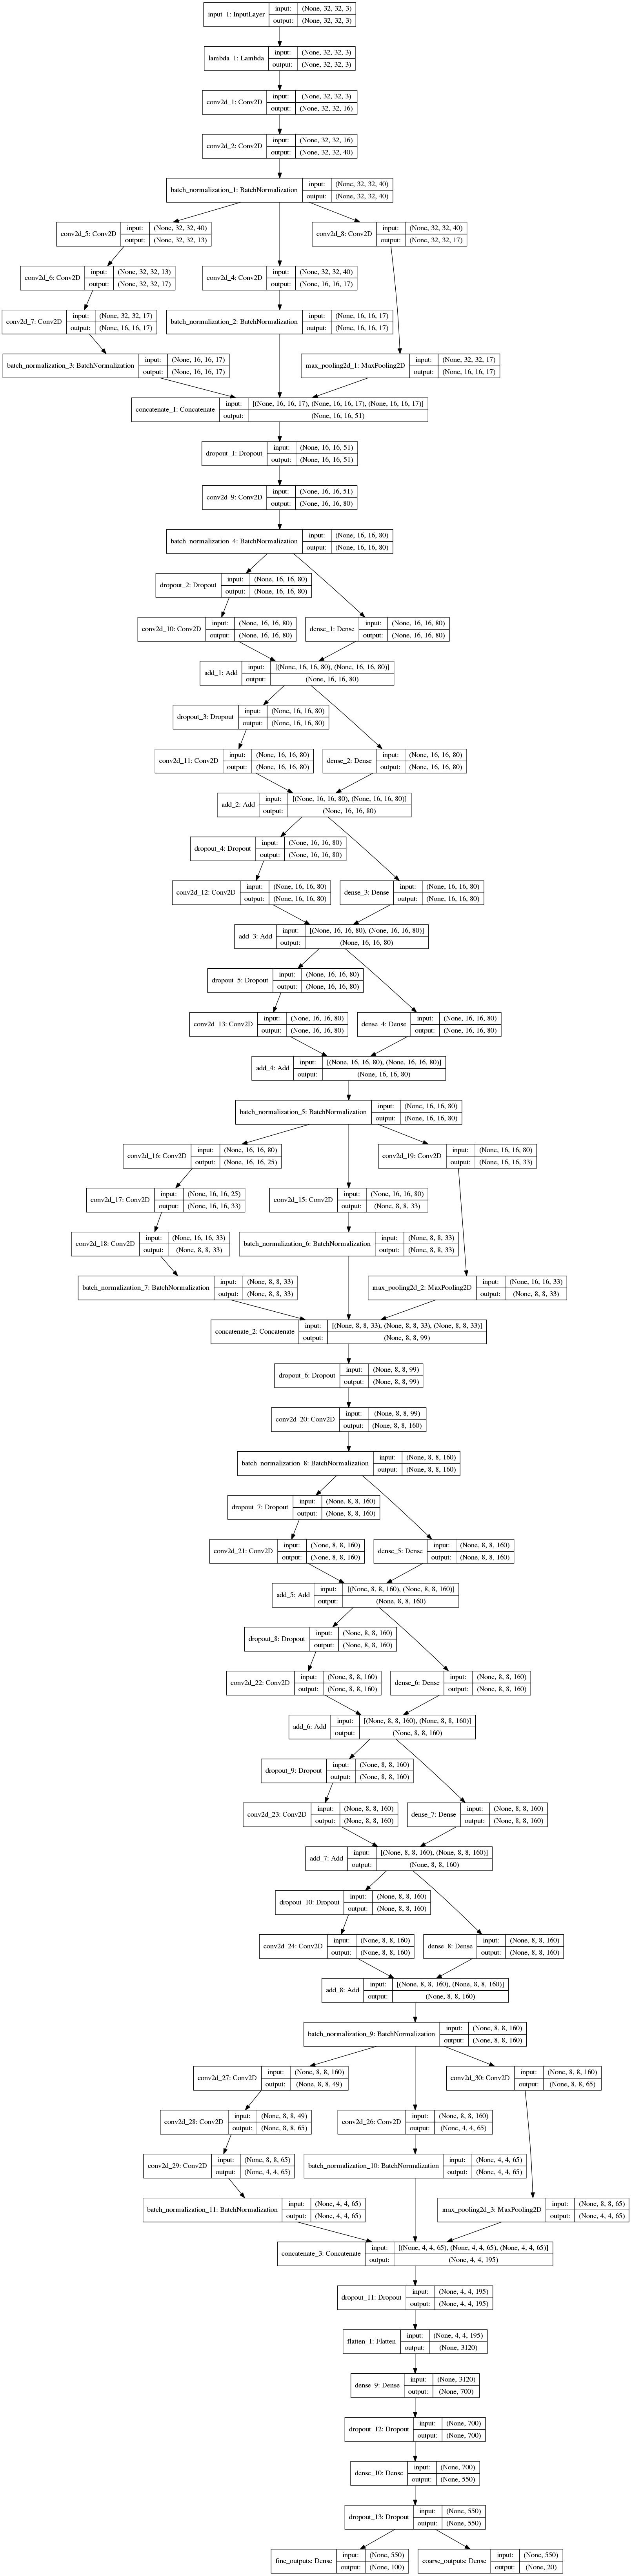 input_1: InputLayer input: (None, 32, 32, 3)
output: (None, 32, 32, 3)
lambda_1: Lambda input: (None, 32, 32, 3)
output: (None, 32, 32, 3)
conv2d_1: Conv2D input: (None, 32, 32, 3)
output: (None, 32, 32, 16)
conv2d_2: Conv2D input: (None, 32, 32, 16)
output: (None, 32, 32, 40)
batch_normalization_1: BatchNormalization input: (None, 32, 32, 40)
output: (None, 32, 32, 40)
conv2d_5: Conv2D input: (None, 32, 32, 40)
output: (None, 32, 32, 13)
conv2d_8: Conv2D input: (None, 32, 32, 40)
output: (None, 32, 32, 17)
conv2d_6: Conv2D input: (None, 32, 32, 13)
output: (None, 32, 32, 17)
conv2d_4: Conv2D input: (None, 32, 32, 40)
output: (None, 16, 16, 17)
conv2d_7: Conv2D input: (None, 32, 32, 17)
output: (None, 16, 16, 17)
batch_normalization_2: BatchNormalization input: (None, 16, 16, 17)
output: (None, 16, 16, 17)
batch_normalization_3: BatchNormalization input: (None, 16, 16, 17)
output: (None, 16, 16, 17)
max_pooling2d_1: MaxPooling2D input: (None, 32, 32, 17)
output: (None, 16, 16, 17)
concatenate_1: Concatenate input: [(None, 16, 16, 17), (None, 16, 16, 17), (None, 16, 16, 17)]
output: (None, 16, 16, 51)
dropout_1: Dropout input: (None, 16, 16, 51)
output: (None, 16, 16, 51)
conv2d_9: Conv2D input: (None, 16, 16, 51)
output: (None, 16, 16, 80)
batch_normalization_4: BatchNormalization input: (None, 16, 16, 80)
output: (None, 16, 16, 80)
dropout_2: Dropout input: (None, 16, 16, 80)
output: (None, 16, 16, 80)
conv2d_10: Conv2D input: (None, 16, 16, 80)
output: (None, 16, 16, 80)
dense_1: Dense input: (None, 16, 16, 80)
output: (None, 16, 16, 80)
add_1: Add input: [(None, 16, 16, 80), (None, 16, 16, 80)]
output: (None, 16, 16, 80)
dropout_3: Dropout input: (None, 16, 16, 80)
output: (None, 16, 16, 80)
conv2d_11: Conv2D input: (None, 16, 16, 80)
output: (None, 16, 16, 80)
dense_2: Dense input: (None, 16, 16, 80)
output: (None, 16, 16, 80)
add_2: Add input: [(None, 16, 16, 80), (None, 16, 16, 80)]
output: (None, 16, 16, 80)
dropout_4: Dropout input: (None, 16, 16, 80)
output: (None, 16, 16, 80)
conv2d_12: Conv2D input: (None, 16, 16, 80)
output: (None, 16, 16, 80)
dense_3: Dense input: (None, 16, 16, 80)
output: (None, 16, 16, 80)
add_3: Add input: [(None, 16, 16, 80), (None, 16, 16, 80)]
output: (None, 16, 16, 80)
dropout_5: Dropout input: (None, 16, 16, 80)
output: (None, 16, 16, 80)
conv2d_13: Conv2D input: (None, 16, 16, 80)
output: (None, 16, 16, 80)
dense_4: Dense input: (None, 16, 16, 80)
output: (None, 16, 16, 80)
add_4: Add input: [(None, 16, 16, 80), (None, 16, 16, 80)]
output: (None, 16, 16, 80)
batch_normalization_5: BatchNormalization input: (None, 16, 16, 80)
output: (None, 16, 16, 80)
conv2d_16: Conv2D input: (None, 16, 16, 80)
output: (None, 16, 16, 25)
conv2d_19: Conv2D input: (None, 16, 16, 80)
output: (None, 16, 16, 33)
conv2d_17: Conv2D input: (None, 16, 16, 25)
output: (None, 16, 16, 33)
conv2d_15: Conv2D input: (None, 16, 16, 80)
output: (None, 8, 8, 33)
conv2d_18: Conv2D input: (None, 16, 16, 33)
output: (None, 8, 8, 33)
batch_normalization_6: BatchNormalization input: (None, 8, 8, 33)
output: (None, 8, 8, 33)
batch_normalization_7: BatchNormalization input: (None, 8, 8, 33)
output: (None, 8, 8, 33)
max_pooling2d_2: MaxPooling2D input: (None, 16, 16, 33)
output: (None, 8, 8, 33)
concatenate_2: Concatenate input: [(None, 8, 8, 33), (None, 8, 8, 33), (None, 8, 8, 33)]
output: (None, 8, 8, 99)
dropout_6: Dropout input: (None, 8, 8, 99)
output: (None, 8, 8, 99)
conv2d_20: Conv2D input: (None, 8, 8, 99)
output: (None, 8, 8, 160)
batch_normalization_8: BatchNormalization input: (None, 8, 8, 160)
output: (None, 8, 8, 160)
dropout_7: Dropout input: (None, 8, 8, 160)
output: (None, 8, 8, 160)
conv2d_21: Conv2D input: (None, 8, 8, 160)
output: (None, 8, 8, 160)
dense_5: Dense input: (None, 8, 8, 160)
output: (None, 8, 8, 160)
add_5: Add input: [(None, 8, 8, 160), (None, 8, 8, 160)]
output: (None, 8, 8, 160)
dropout_8: Dropout input: (None, 8, 8, 160)
output: (None, 8, 8, 160)
conv2d_22: Conv2D input: (None, 8, 8, 160)
output: (None, 8, 8, 160)
dense_6: Dense input: (None, 8, 8, 160)
output: (None, 8, 8, 160)
add_6: Add input: [(None, 8, 8, 160), (None, 8, 8, 160)]
output: (None, 8, 8, 160)
dropout_9: Dropout input: (None, 8, 8, 160)
output: (None, 8, 8, 160)
conv2d_23: Conv2D input: (None, 8, 8, 160)
output: (None, 8, 8, 160)
dense_7: Dense input: (None, 8, 8, 160)
output: (None, 8, 8, 160)
add_7: Add input: [(None, 8, 8, 160), (None, 8, 8, 160)]
output: (None, 8, 8, 160)
dropout_10: Dropout input: (None, 8, 8, 160)
output: (None, 8, 8, 160)
conv2d_24: Conv2D input: (None, 8, 8, 160)
output: (None, 8, 8, 160)
dense_8: Dense input: (None, 8, 8, 160)
output: (None, 8, 8, 160)
add_8: Add input: [(None, 8, 8, 160), (None, 8, 8, 160)]
output: (None, 8, 8, 160)
batch_normalization_9: BatchNormalization input: (None, 8, 8, 160)
output: (None, 8, 8, 160)
conv2d_27: Conv2D input: (None, 8, 8, 160)
output: (None, 8, 8, 49)
conv2d_30: Conv2D input: (None, 8, 8, 160)
output: (None, 8, 8, 65)
conv2d_28: Conv2D input: (None, 8, 8, 49)
output: (None, 8, 8, 65)
conv2d_26: Conv2D input: (None, 8, 8, 160)
output: (None, 4, 4, 65)
conv2d_29: Conv2D input: (None, 8, 8, 65)
output: (None, 4, 4, 65)
batch_normalization_10: BatchNormalization input: (None, 4, 4, 65)
output: (None, 4, 4, 65)
batch_normalization_11: BatchNormalization input: (None, 4, 4, 65)
output: (None, 4, 4, 65)
max_pooling2d_3: MaxPooling2D input: (None, 8, 8, 65)
output: (None, 4, 4, 65)
concatenate_3: Concatenate input: [(None, 4, 4, 65), (None, 4, 4, 65), (None, 4, 4, 65)]
output: (None, 4, 4, 195)
dropout_11: Dropout input: (None, 4, 4, 195)
output: (None, 4, 4, 195)
flatten_1: Flatten input: (None, 4, 4, 195)
output: (None, 3120)
dense_9: Dense input: (None, 3120)
output: (None, 700)
dropout_12: Dropout input: (None, 700)
output: (None, 700)
dense_10: Dense input: (None, 700)
output: (None, 550)
dropout_13: Dropout input: (None, 550)
output: (None, 550)
fine_outputs: Dense input: (None, 550)
output: (None, 100)
coarse_outputs: Dense input: (None, 550)
output: (None, 20)